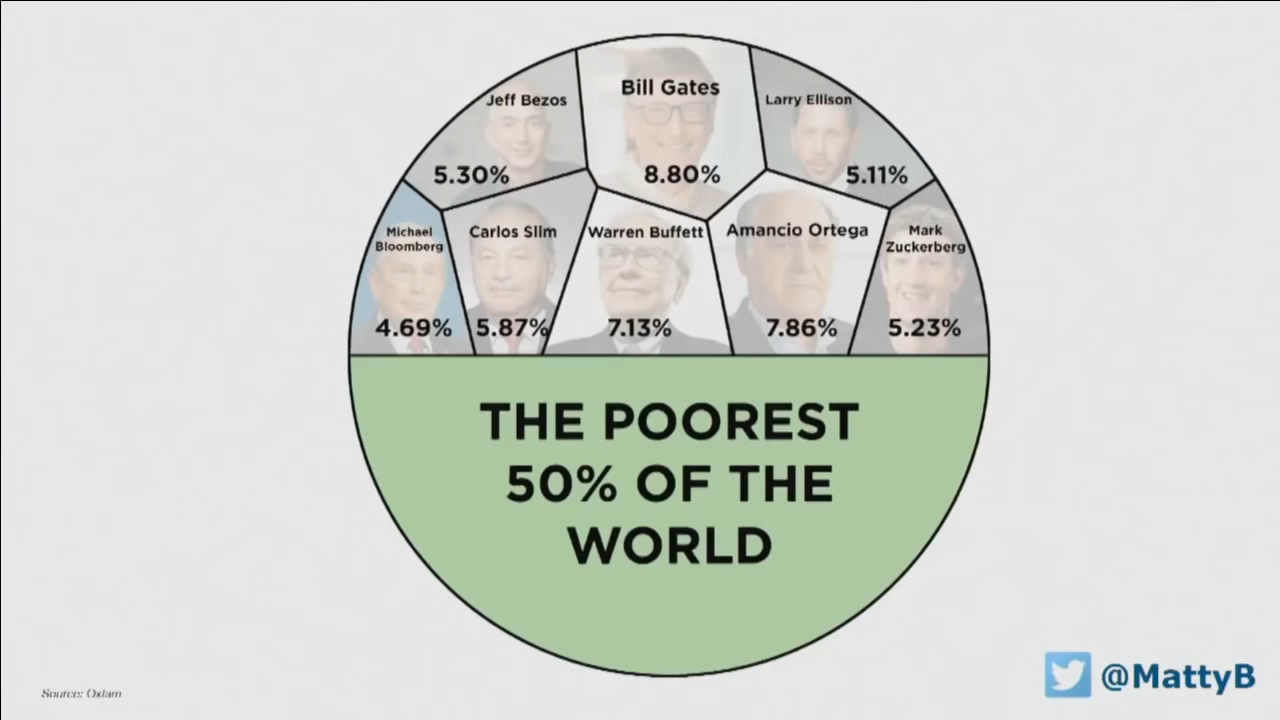 Jeff Bezos
5.30%
Bill Gates
8.80%
Larry Ellison
5.11%
Michael
Bloomberg
4.69%
Carlos Slim
5.87%
Warren Buffett
7.13%
Amancio Ortega
7.86%
Mark
Zuckerberg
5.23%
THE POOREST
50% OF THE
WORLD
Source: Oxfam
@MattyB